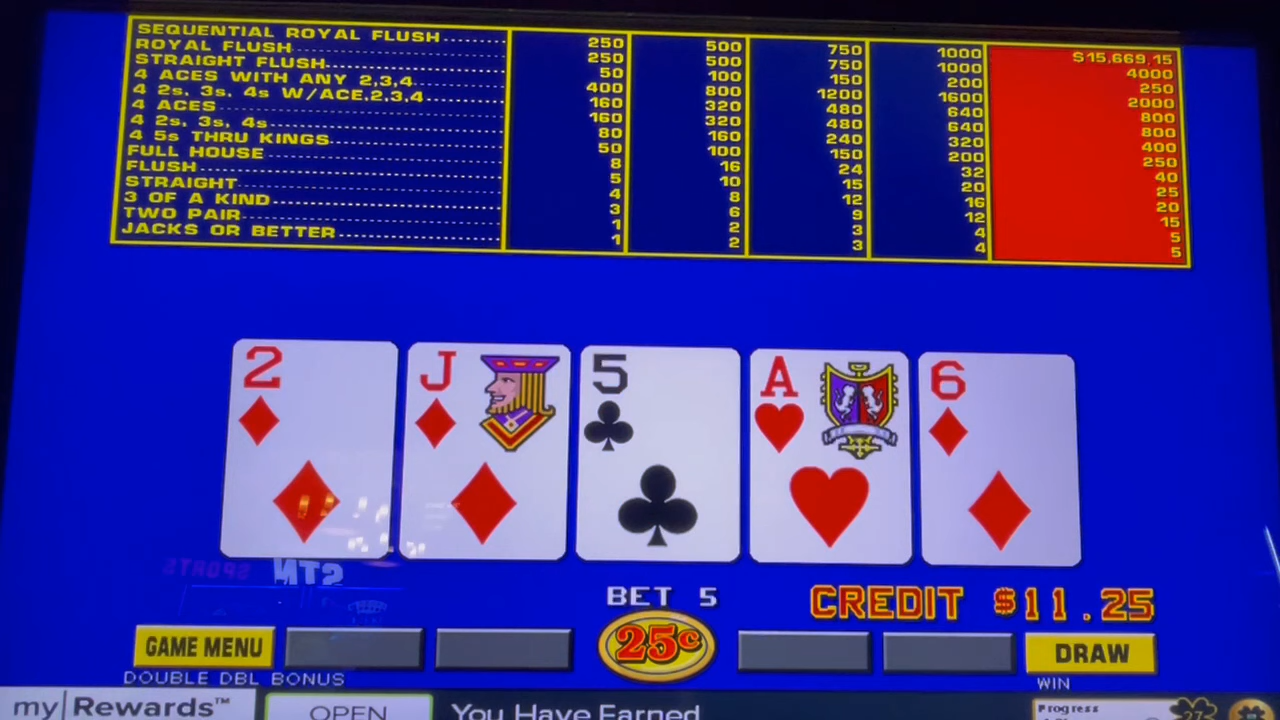 SEQUENTIAL ROYAL FLUSH 250 500 750 1000 $15,669.15
ROYAL FLUSH 250 500 750 1000 4000
STRAIGHT FLUSH 50 100 150 200 250
4 ACES WITH ANY 2,3,4 400 800 1200 1600 2000
4 2s, 3s, 4s W/ACE,2,3,4 160 320 480 640 800
4 ACES 160 320 480 640 800
4 2s, 3s, 4s 80 160 240 320 400
4 5s THRU KINGS 50 100 150 200 250
FULL HOUSE 8 16 24 32 40
FLUSH 5 10 15 20 25
STRAIGHT 4 8 12 16 20
3 OF A KIND 3 6 9 12 15
TWO PAIR 1 2 3 4 5
JACKS OR BETTER 1 2 3 4 5
2 J 5 A 6
BET 5 CREDIT $11.25
GAME MENU 25¢ DRAW
DOUBLE DBL BONUS WIN
my|Rewards™ OPEN You Have Earned Progress